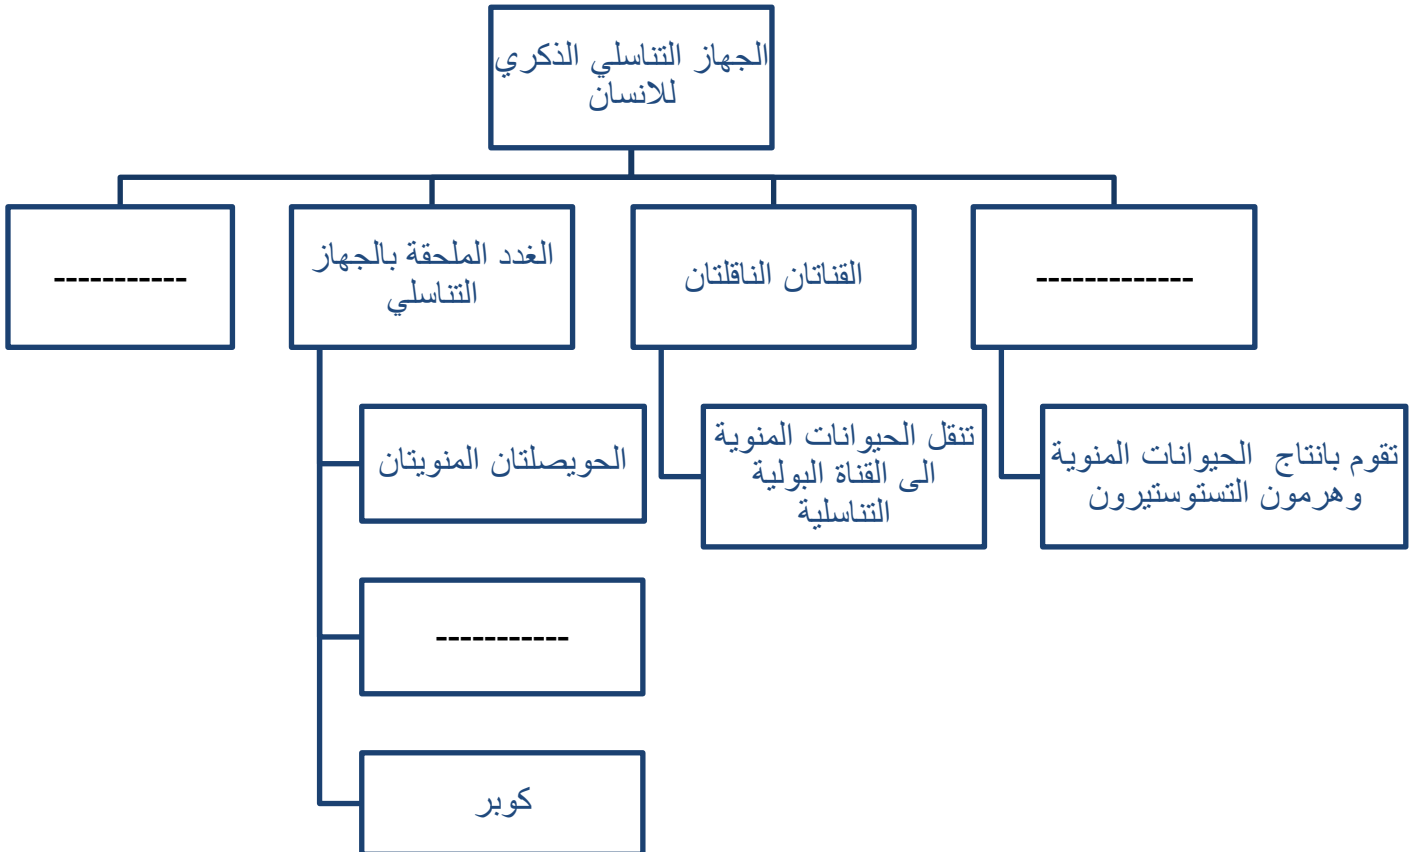 الجهاز التناسلي الذكري
للانسان
-------------
القناتان الناقلتان
الغدد الملحقة بالجهاز
التناسلي
-----------
تقوم بانتاج الحيوانات المنوية
وهرمون التستوستيرون
تنقل الحيوانات المنوية
الى القناة البولية
التناسلية
الحويصلتان المنويتان
-----------
كوبر